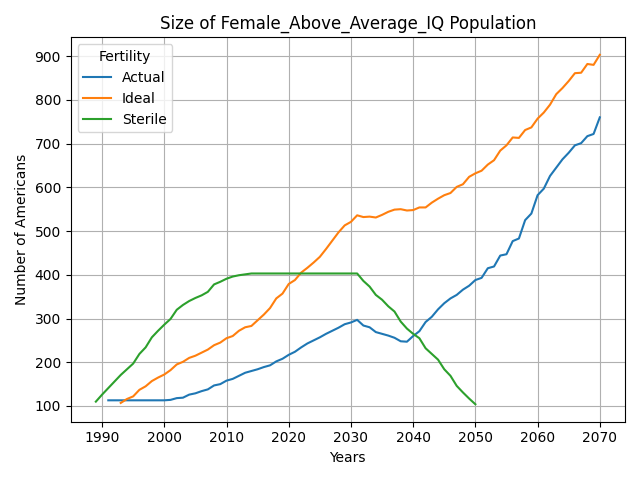 Size of Female_Above_Average_IQ Population
Fertility
Actual
Ideal
Sterile
Number of Americans
900
800
700
600
500
400
300
200
100
1990 2000 2010 2020 2030 2040 2050 2060 2070
Years